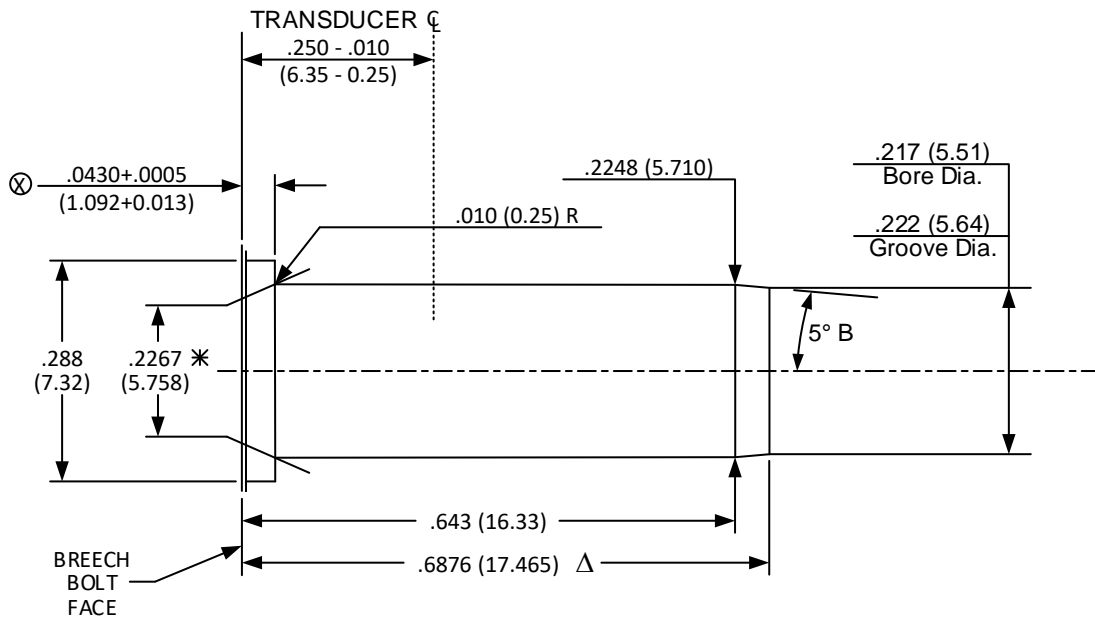 TRANSDUCER ℄
.250 - .010
(6.35 - 0.25)
ⓧ .0430+.0005
(1.092+0.013)
.2248 (5.710)
.217 (5.51)
Bore Dia.
.010 (0.25) R
.222 (5.64)
Groove Dia.
5° B
.288
(7.32)
.2267 *
(5.758)
.643 (16.33)
.6876 (17.465) Δ
BREECH
BOLT
FACE